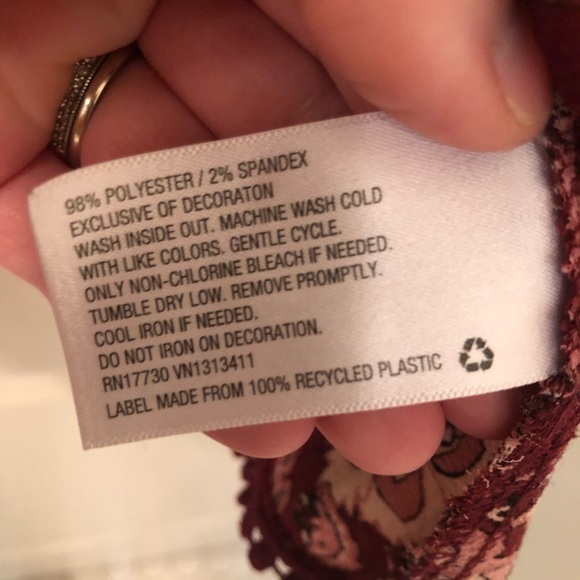 98% POLYESTER / 2% SPANDEX
EXCLUSIVE OF DECORATON
WASH INSIDE OUT. MACHINE WASH COLD
WITH LIKE COLORS. GENTLE CYCLE.
ONLY NON-CHLORINE BLEACH IF NEEDED.
TUMBLE DRY LOW. REMOVE PROMPTLY.
COOL IRON IF NEEDED.
DO NOT IRON ON DECORATION.
RN17730 VN1313411
LABEL MADE FROM 100% RECYCLED PLASTIC